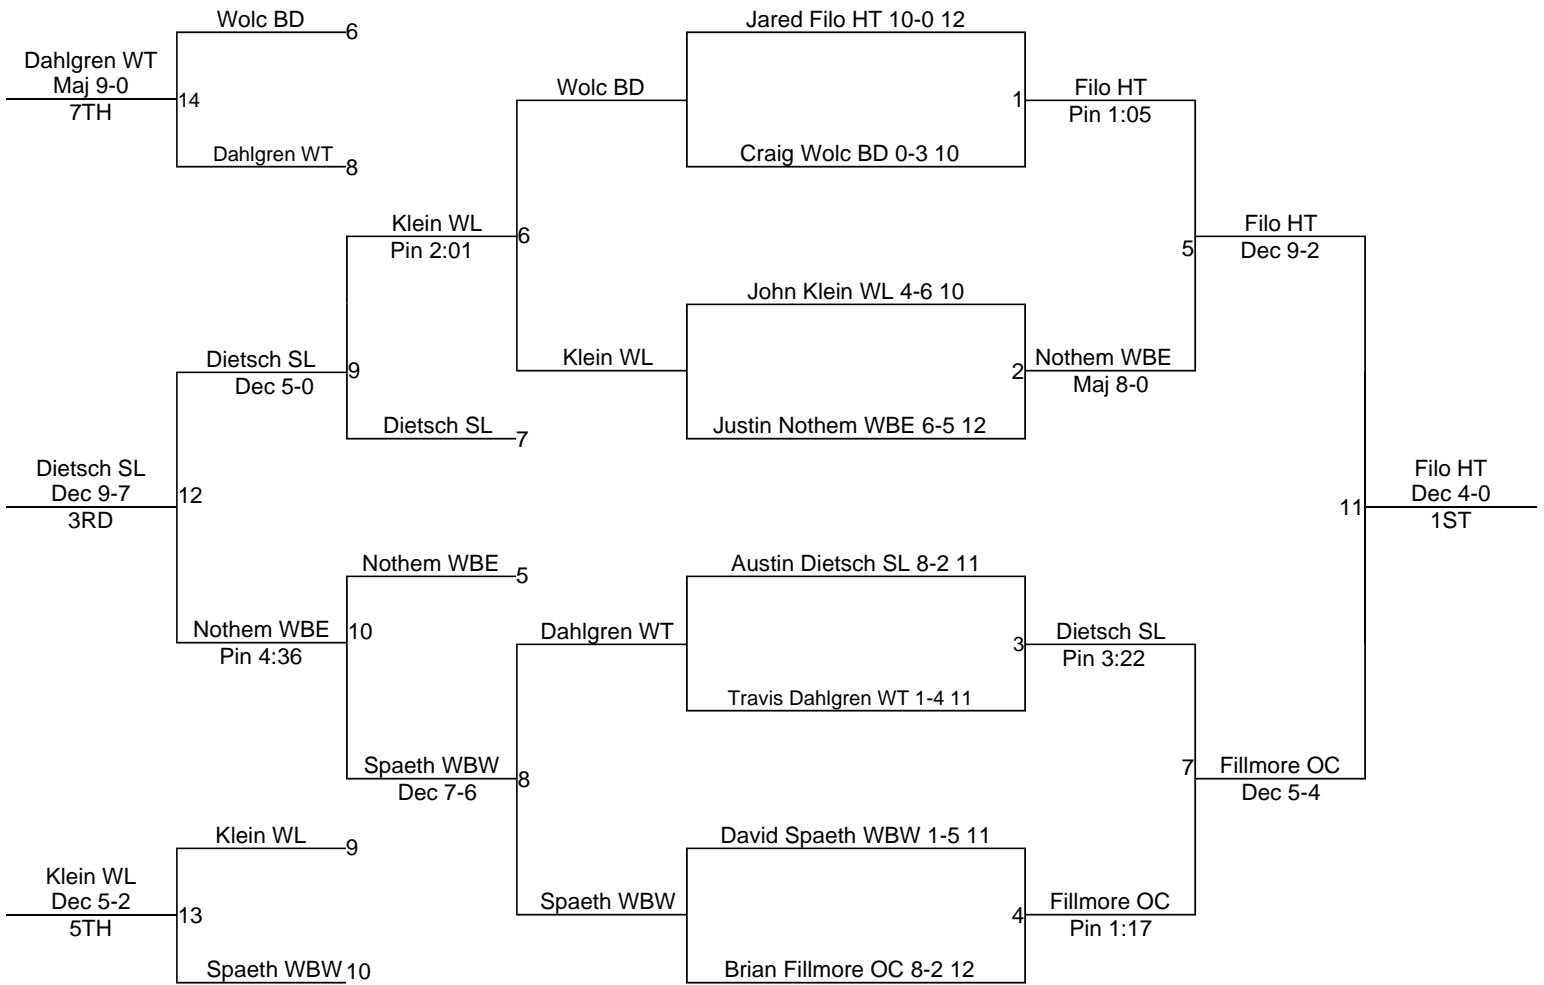 Wolc BD
6
Jared Filo HT 10-0 12
Dahlgren WT
Maj 9-0
7TH
14
Wolc BD
1
Filo HT
Pin 1:05
Dahlgren WT
8
Craig Wolc BD 0-3 10
Klein WL
Pin 2:01
6
5
Filo HT
Dec 9-2
John Klein WL 4-6 10
Dietsch SL
Dec 5-0
9
Klein WL
2
Nothem WBE
Maj 8-0
Dietsch SL
7
Justin Nothem WBE 6-5 12
Dietsch SL
Dec 9-7
3RD
12
11
Filo HT
Dec 4-0
1ST
Nothem WBE
5
Austin Dietsch SL 8-2 11
Nothem WBE
Pin 4:36
10
Dahlgren WT
3
Dietsch SL
Pin 3:22
Travis Dahlgren WT 1-4 11
Spaeth WBW
Dec 7-6
8
7
Fillmore OC
Dec 5-4
Klein WL
9
David Spaeth WBW 1-5 11
Klein WL
Dec 5-2
5TH
13
Spaeth WBW
4
Fillmore OC
Pin 1:17
Spaeth WBW
10
Brian Fillmore OC 8-2 12